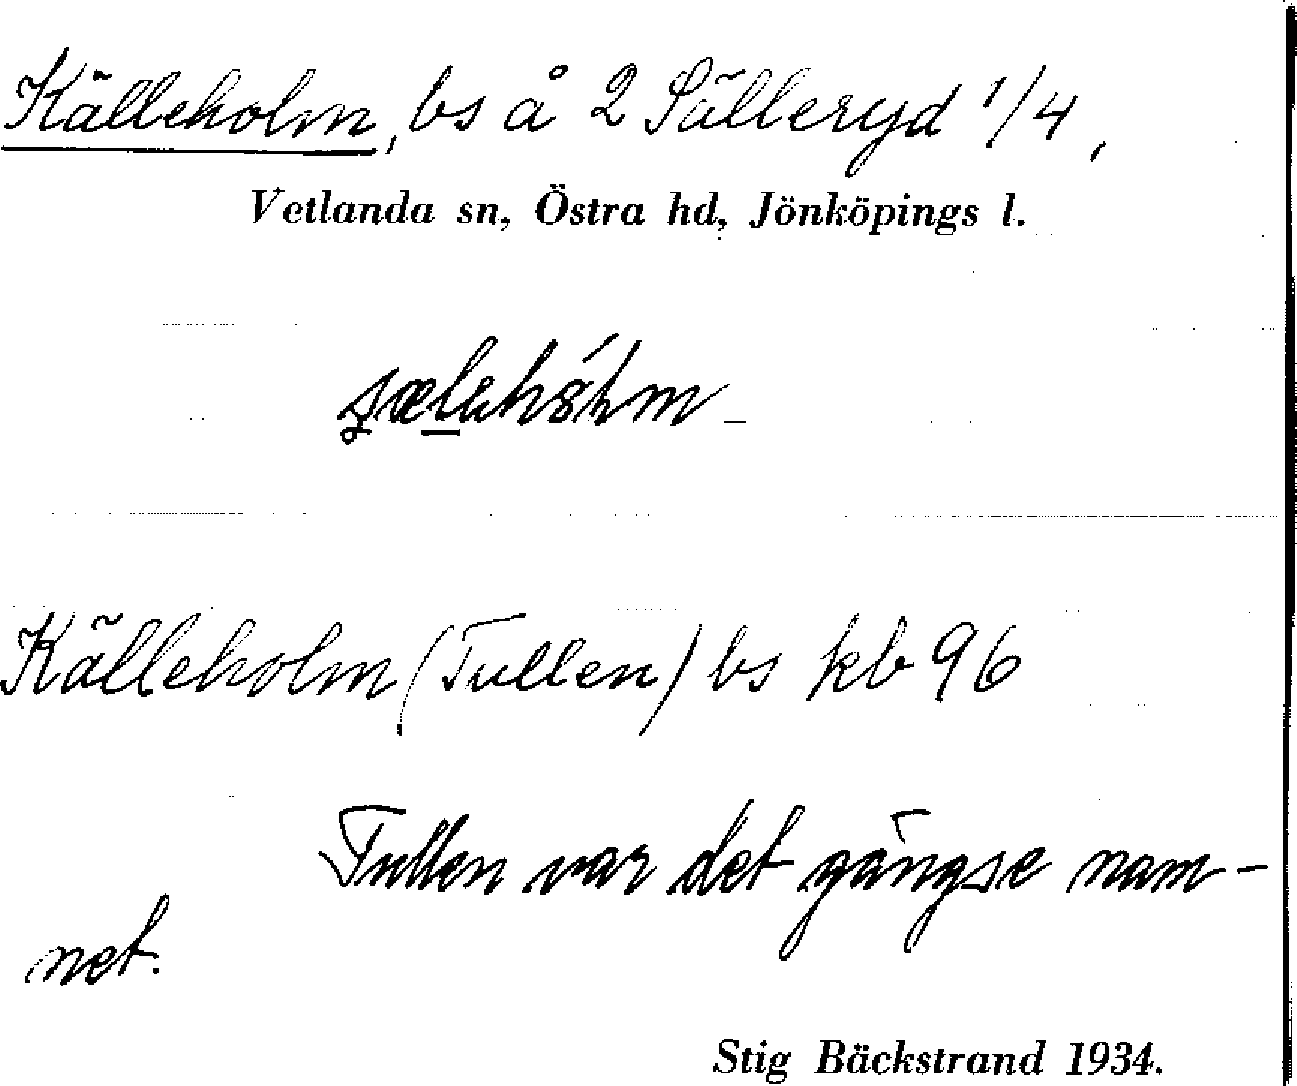 Källeholm, bs å 2 Sälleryd 1/4,
Vetlanda sn, Östra hd, Jönköpings l.
Källeholm (Tullen) bs kb 96
Tullen var det gängse nam-
net.
Stig Bäckstrand 1934.